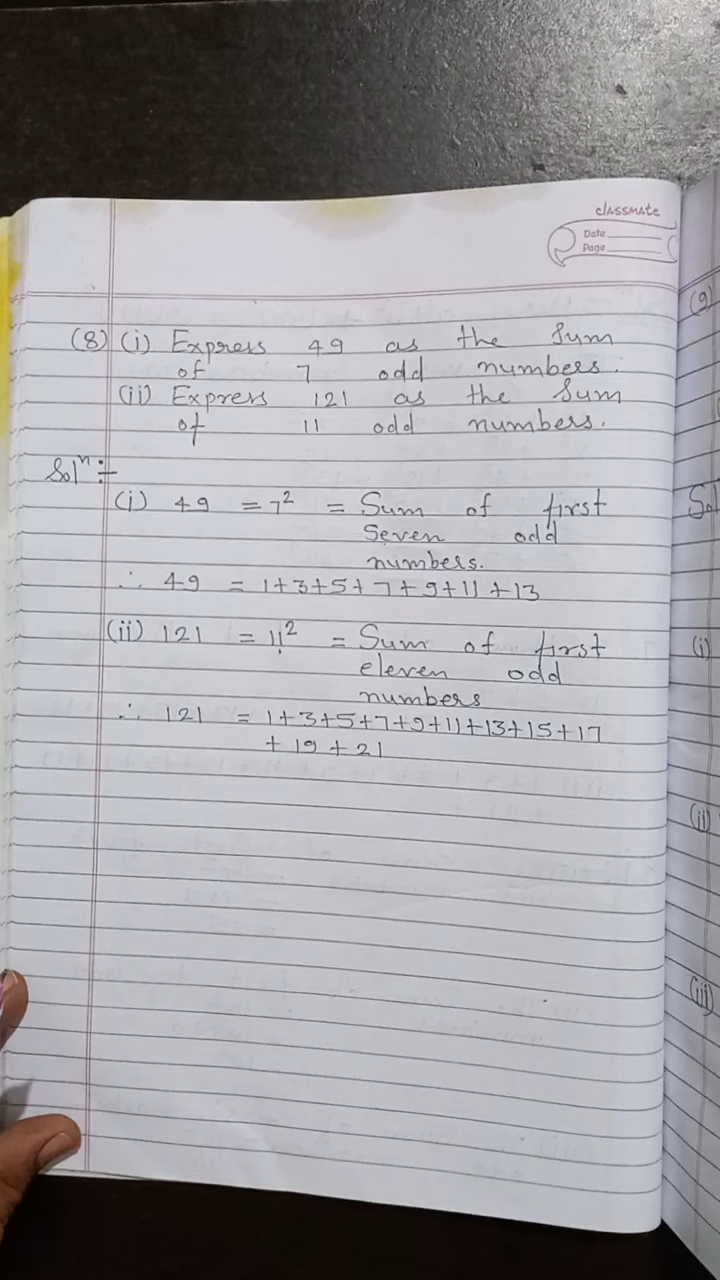 classmate
Date
Page
(8) (i) Express 49 as the Sum
of 7 odd numbers.
(ii) Express 121 as the Sum
of 11 odd numbers.
Solⁿ:-
(i) 49 = 7² = Sum of first
Seven odd
numbers.
∴ 49 = 1+3+5+7+9+11+13
(ii) 121 = 11² = Sum of first
eleven odd
numbers
∴ 121 = 1+3+5+7+9+11+13+15+17
+19+21
(9)
Sol
(i)
(ii)
(iii)